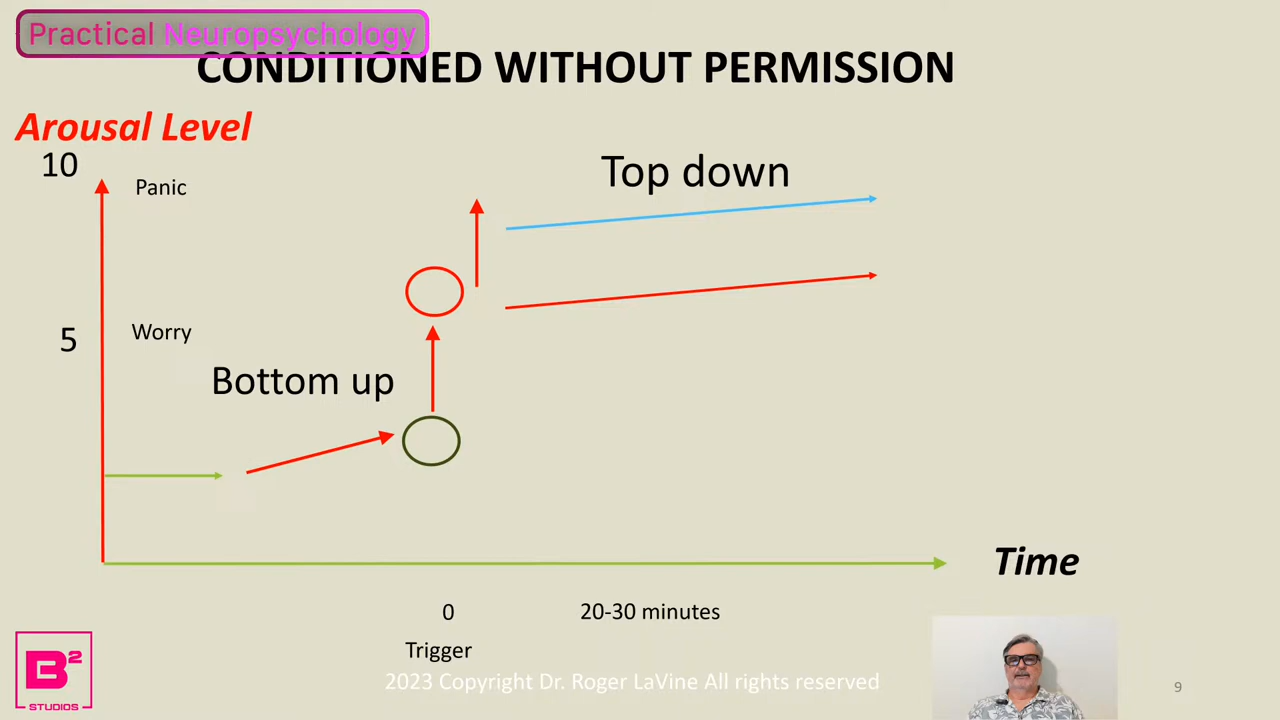 Practical Neuropsychology
CONDITIONED WITHOUT PERMISSION
Arousal Level
10
Panic
Top down
5
Worry
Bottom up
Time
0
20-30 minutes
Trigger
2023 Copyright Dr. Roger LaVine All rights reserved
9
B2
STUDIOS